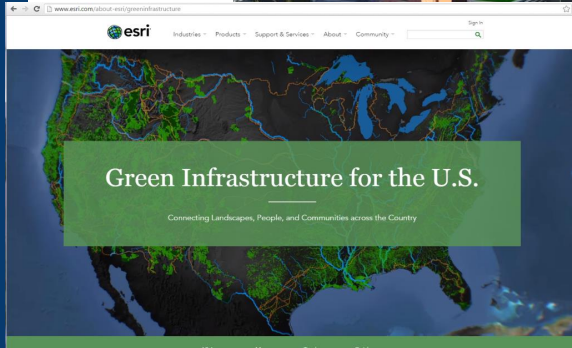 www.esri.com/about-esri/greeninfrastructure
Sign In
esri
Industries Products Support & Services About Community
Green Infrastructure for the U.S.
Connecting Landscapes, People, and Communities across the Country